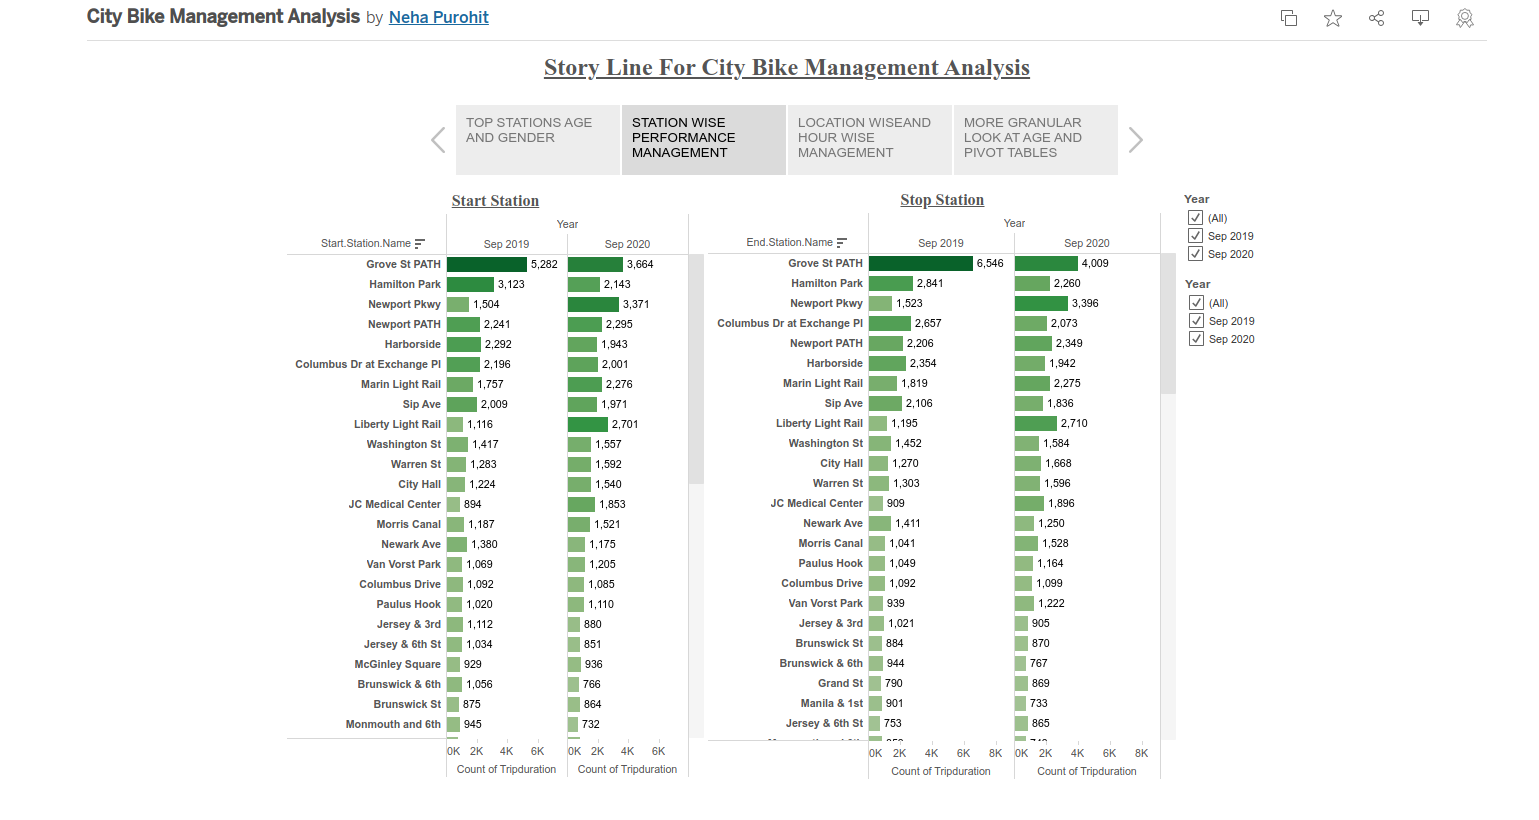 City Bike Management Analysis by Neha Purohit
Story Line For City Bike Management Analysis
TOP STATIONS AGE
AND GENDER
STATION WISE
PERFORMANCE
MANAGEMENT
LOCATION WISEAND
HOUR WISE
MANAGEMENT
MORE GRANULAR
LOOK AT AGE AND
PIVOT TABLES
Start Station
Year
Start.Station.Name Sep 2019 Sep 2020
Grove St PATH 5,282 3,664
Hamilton Park 3,123 2,143
Newport Pkwy 1,504 3,371
Newport PATH 2,241 2,295
Harborside 2,292 1,943
Columbus Dr at Exchange Pl 2,196 2,001
Marin Light Rail 1,757 2,276
Sip Ave 2,009 1,971
Liberty Light Rail 1,116 2,701
Washington St 1,417 1,557
Warren St 1,283 1,592
City Hall 1,224 1,540
JC Medical Center 894 1,853
Morris Canal 1,187 1,521
Newark Ave 1,380 1,175
Van Vorst Park 1,069 1,205
Columbus Drive 1,092 1,085
Paulus Hook 1,020 1,110
Jersey & 3rd 1,112 880
Jersey & 6th St 1,034 851
McGinley Square 929 936
Brunswick & 6th 1,056 766
Brunswick St 875 864
Monmouth and 6th 945 732
0K 2K 4K 6K 0K 2K 4K 6K
Count of Tripduration Count of Tripduration
Stop Station
Year
End.Station.Name Sep 2019 Sep 2020
Grove St PATH 6,546 4,009
Hamilton Park 2,841 2,260
Newport Pkwy 1,523 3,396
Columbus Dr at Exchange Pl 2,657 2,073
Newport PATH 2,206 2,349
Harborside 2,354 1,942
Marin Light Rail 1,819 2,275
Sip Ave 2,106 1,836
Liberty Light Rail 1,195 2,710
Washington St 1,452 1,584
City Hall 1,270 1,668
Warren St 1,303 1,596
JC Medical Center 909 1,896
Newark Ave 1,411 1,250
Morris Canal 1,041 1,528
Paulus Hook 1,049 1,164
Columbus Drive 1,092 1,099
Van Vorst Park 939 1,222
Jersey & 3rd 1,021 905
Brunswick St 884 870
Brunswick & 6th 944 767
Grand St 790 869
Manila & 1st 901 733
Jersey & 6th St 753 865
0K 2K 4K 6K 8K 0K 2K 4K 6K 8K
Count of Tripduration Count of Tripduration
Year
(All)
Sep 2019
Sep 2020
Year
(All)
Sep 2019
Sep 2020